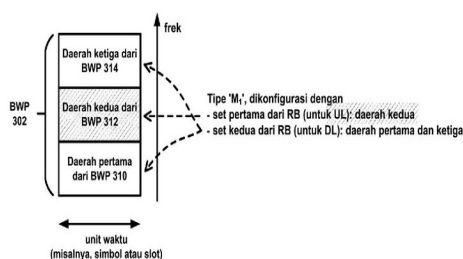 frek
Daerah ketiga dari
BWP 314
BWP
302
Daerah kedua dari
BWP 312
Daerah pertama
dari BWP 310
Tipe 'M₁', dikonfigurasi dengan
- set pertama dari RB (untuk UL): daerah kedua
- set kedua dari RB (untuk DL): daerah pertama dan ketiga
unit waktu
(misalnya, simbol atau slot)